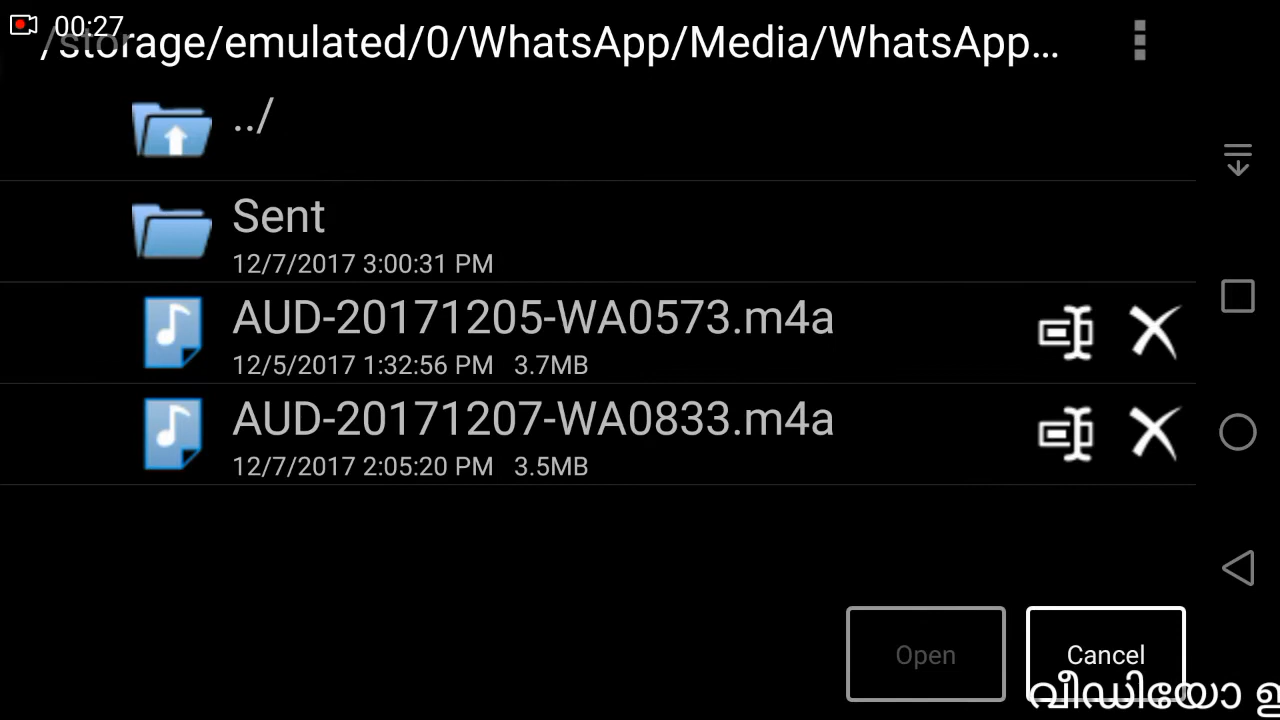 00:27
/storage/emulated/0/WhatsApp/Media/WhatsApp...
../
Sent
12/7/2017 3:00:31 PM
AUD-20171205-WA0573.m4a
12/5/2017 1:32:56 PM 3.7MB
AUD-20171207-WA0833.m4a
12/7/2017 2:05:20 PM 3.5MB
Open
Cancel
വീഡിയോ